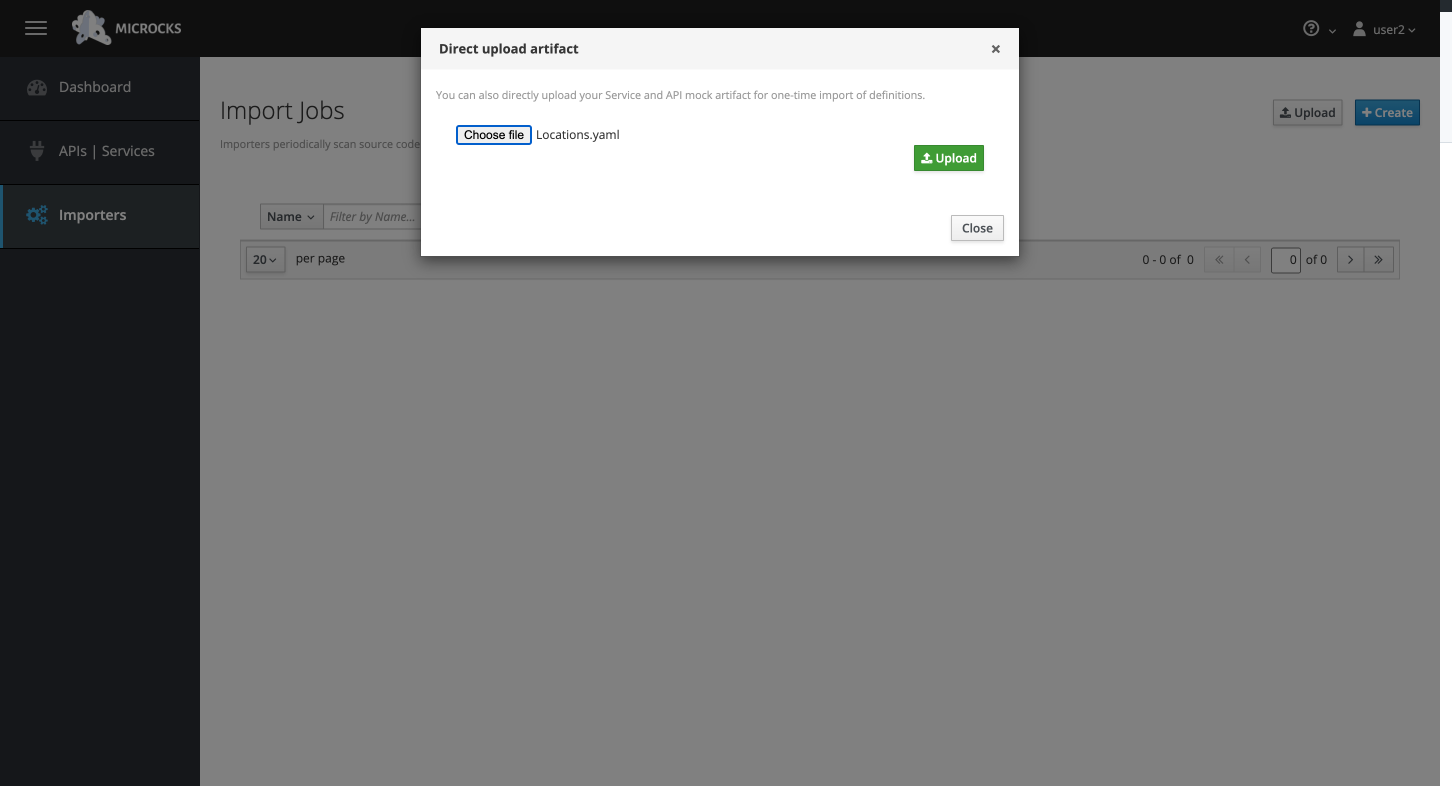 MICROCKS
user2
Direct upload artifact
You can also directly upload your Service and API mock artifact for one-time import of definitions.
Choose file Locations.yaml
Upload
Close
Dashboard
APIs | Services
Importers
Import Jobs
Upload
Create
Importers periodically scan source code
Name Filter by Name...
20 per page 0 - 0 of 0 0 of 0